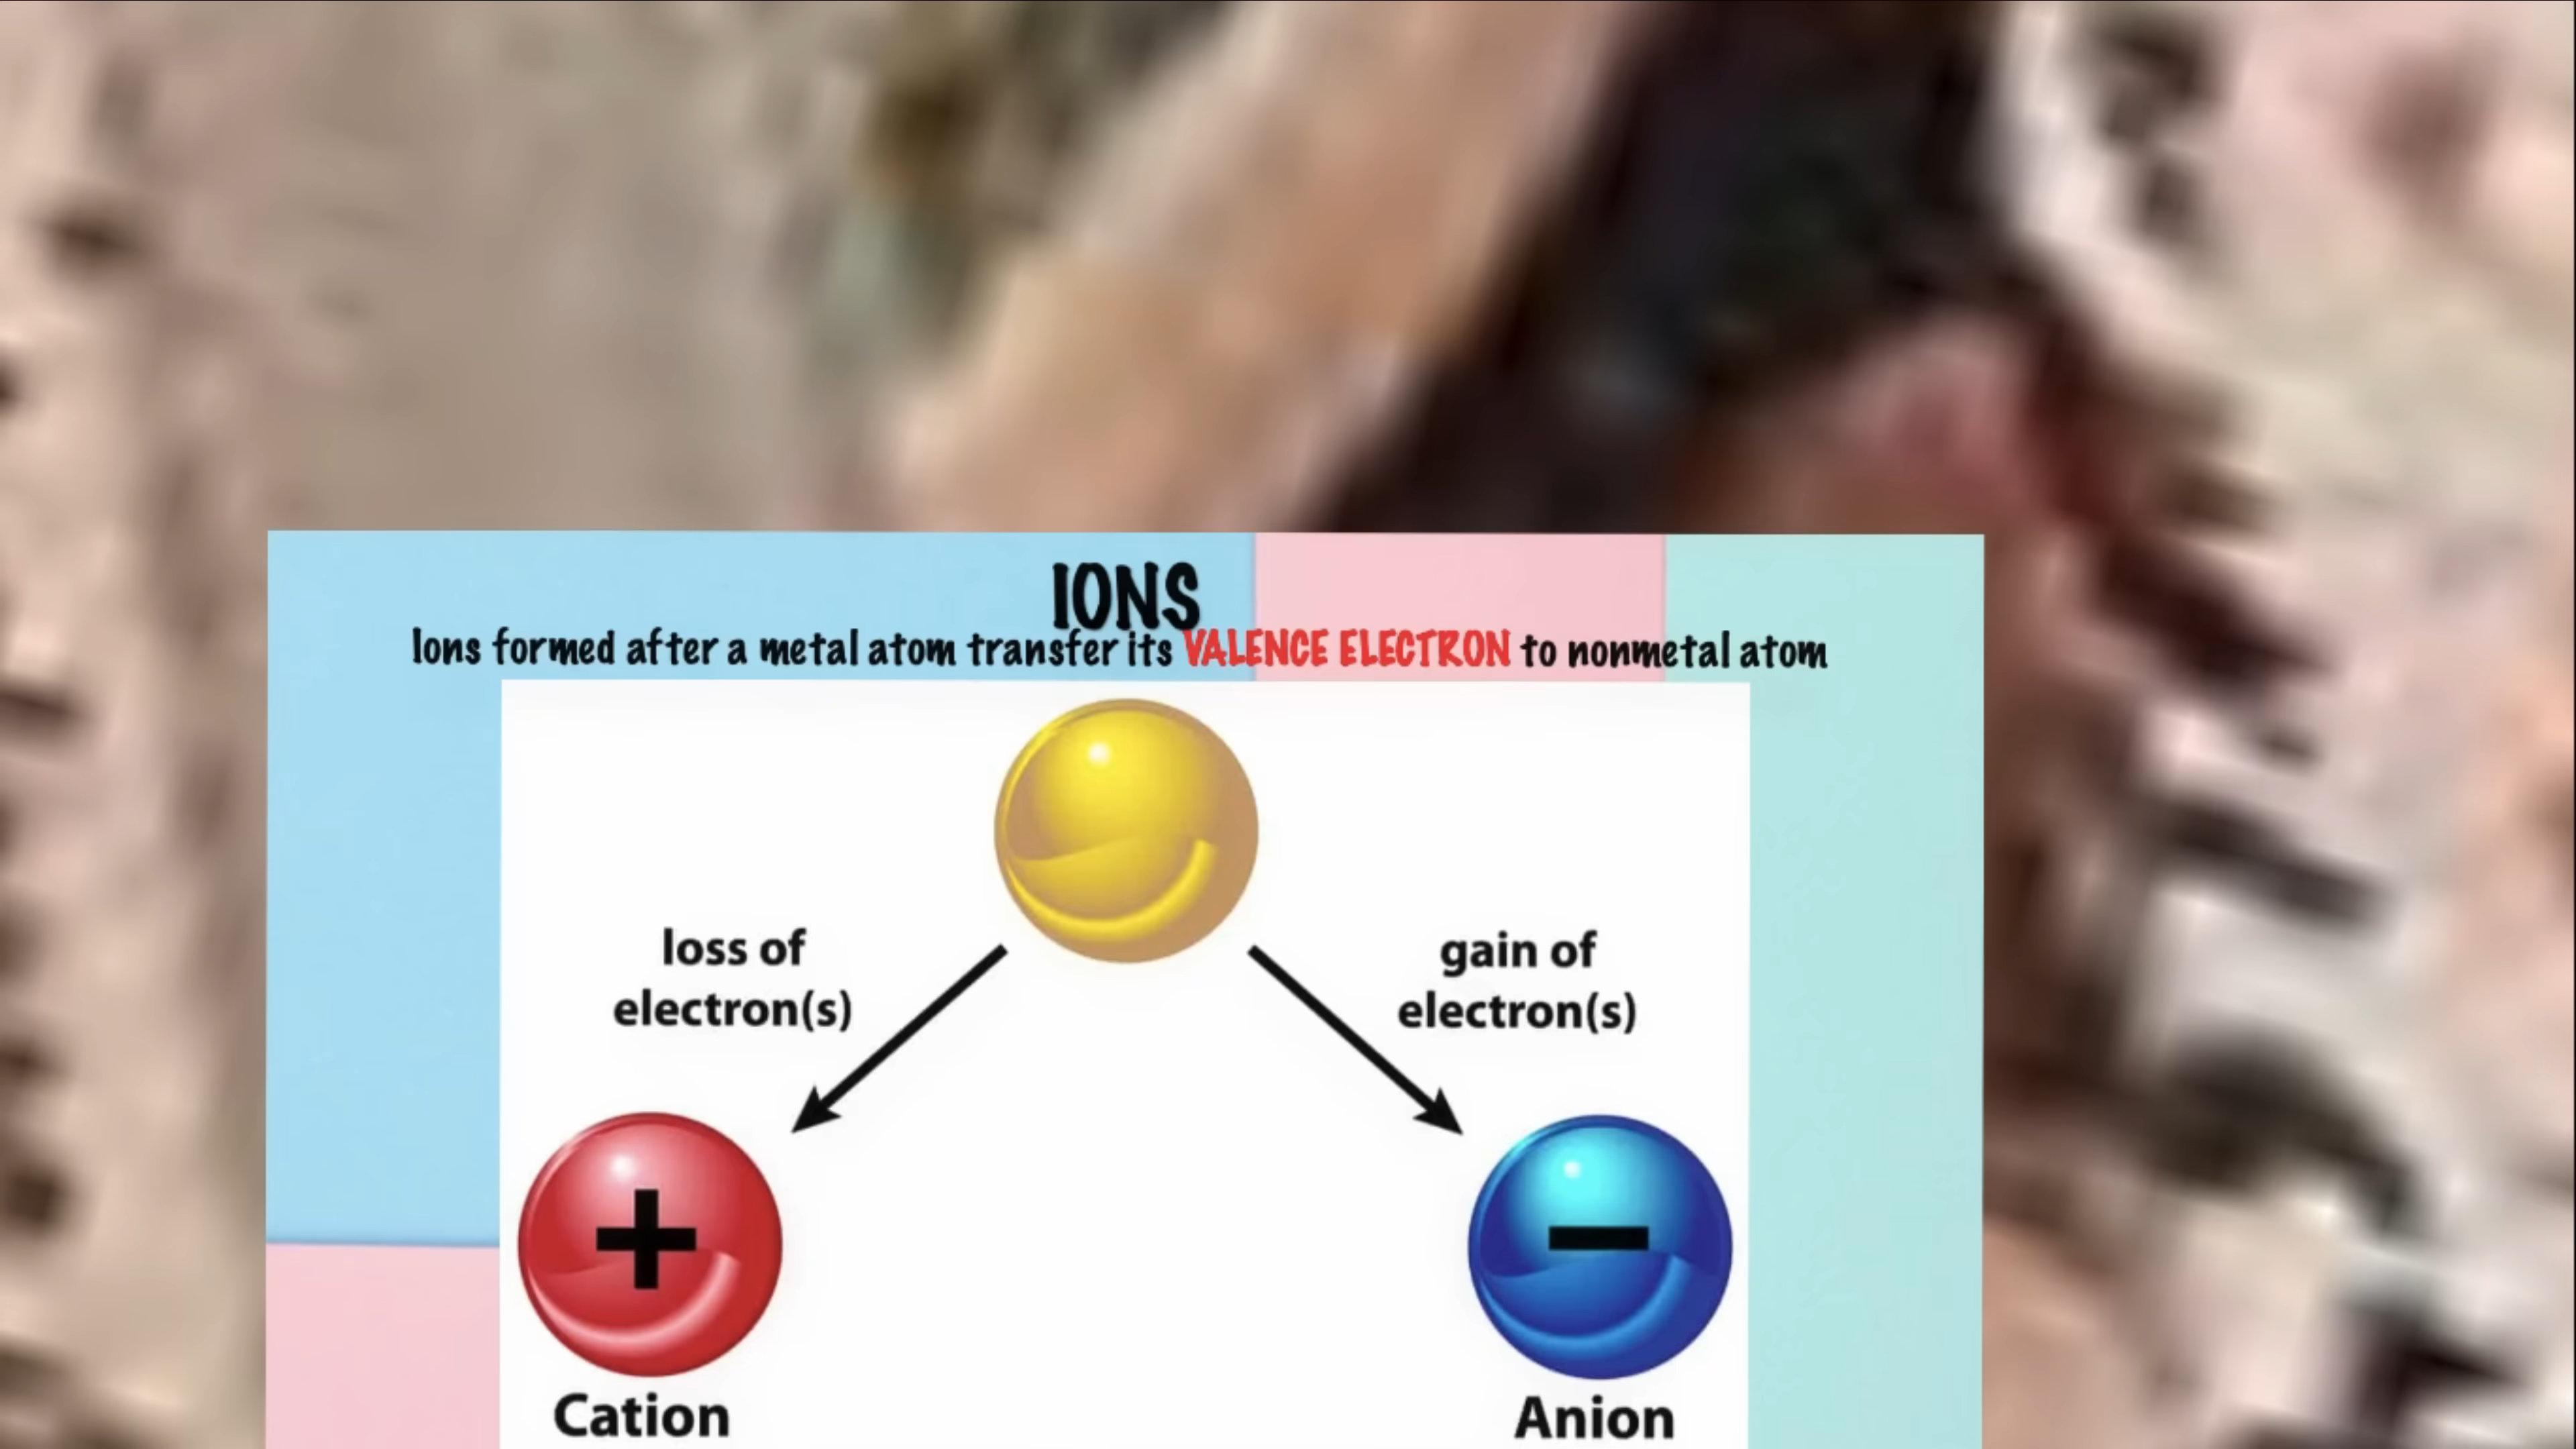 IONS
Ions formed after a metal atom transfer its VALENCE ELECTRON to nonmetal atom
loss of
electron(s)
gain of
electron(s)
+
−
Cation
Anion